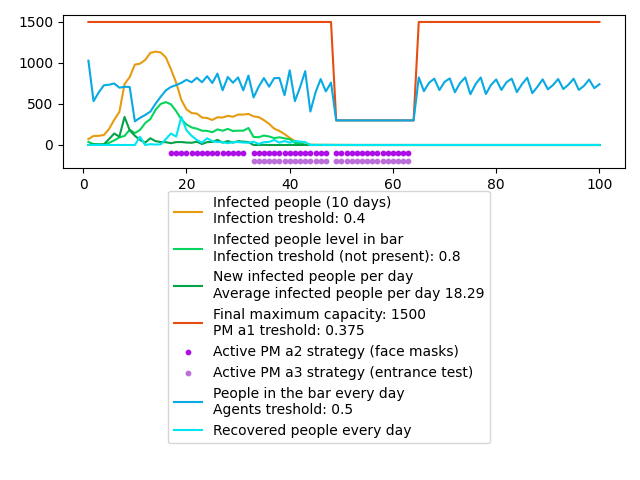 1500
1000
500
0
0
20
40
60
80
100
Infected people (10 days)
Infection treshold: 0.4
Infected people level in bar
Infection treshold (not present): 0.8
New infected people per day
Average infected people per day 18.29
Final maximum capacity: 1500
PM a1 treshold: 0.375
Active PM a2 strategy (face masks)
Active PM a3 strategy (entrance test)
People in the bar every day
Agents treshold: 0.5
Recovered people every day